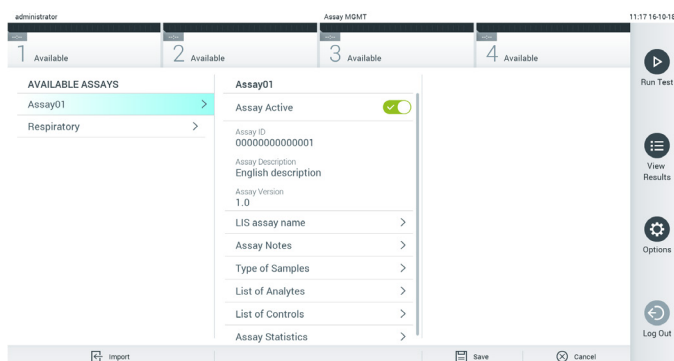 administrator Assay MGMT 11:17 16-10-18
1 Available 2 Available 3 Available 4 Available
Run Test
AVAILABLE ASSAYS
Assay01
Respiratory
Assay01
Assay Active
Assay ID
00000000000001
Assay Description
English description
Assay Version
1.0
LIS assay name
Assay Notes
Type of Samples
List of Analytes
List of Controls
Assay Statistics
View
Results
Options
Log Out
Import Save Cancel